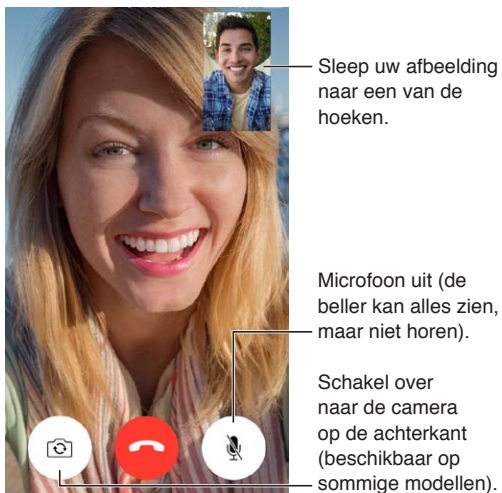 Sleep uw afbeelding
naar een van de
hoeken.
Microfoon uit (de
beller kan alles zien,
maar niet horen).
Schakel over
naar de camera
op de achterkant
(beschikbaar op
sommige modellen).